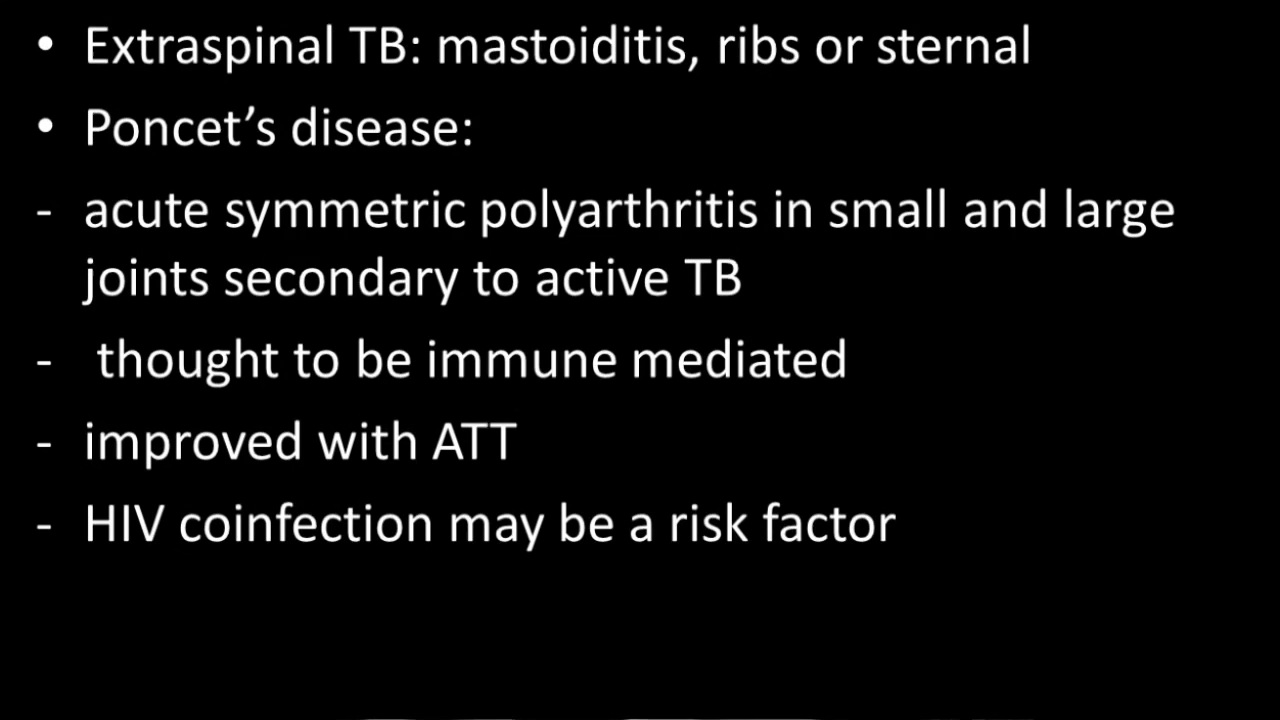 • Extraspinal TB: mastoiditis, ribs or sternal
• Poncet’s disease:
- acute symmetric polyarthritis in small and large
joints secondary to active TB
- thought to be immune mediated
- improved with ATT
- HIV coinfection may be a risk factor